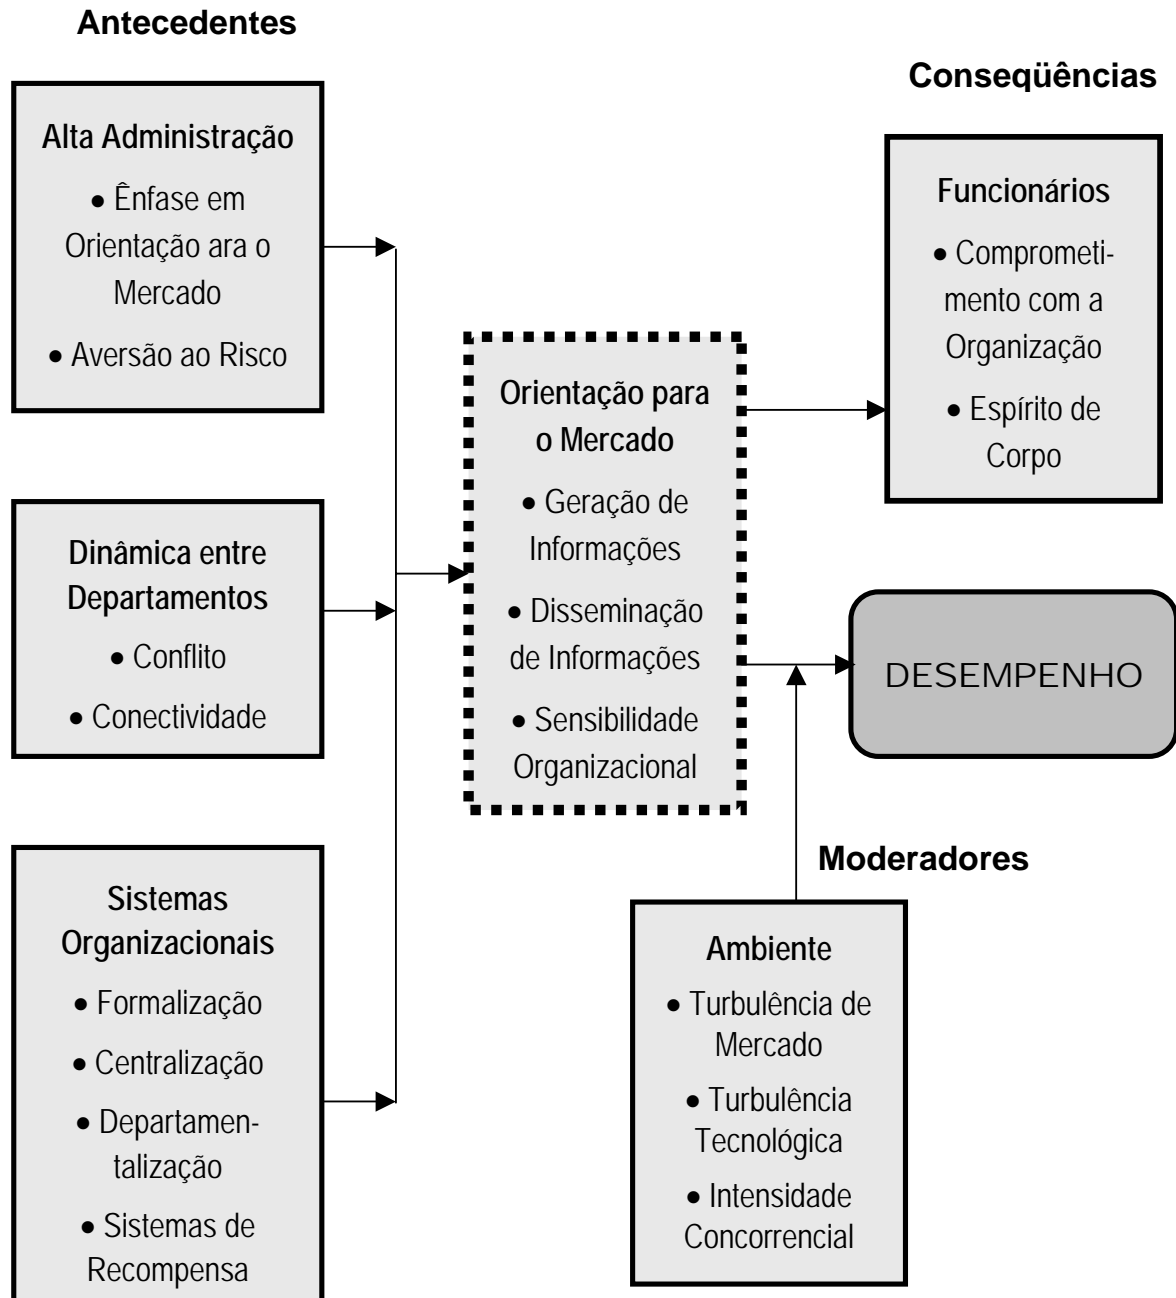 Antecedentes
Alta Administração
• Ênfase em
Orientação ara o
Mercado
• Aversão ao Risco
Dinâmica entre
Departamentos
• Conflito
• Conectividade
Sistemas
Organizacionais
• Formalização
• Centralização
• Departamen-
talização
• Sistemas de
Recompensa
Orientação para
o Mercado
• Geração de
Informações
• Disseminação
de Informações
• Sensibilidade
Organizacional
Conseqüências
Funcionários
• Comprometi-
mento com a
Organização
• Espírito de
Corpo
DESEMPENHO
Moderadores
Ambiente
• Turbulência de
Mercado
• Turbulência
Tecnológica
• Intensidade
Concorrencial